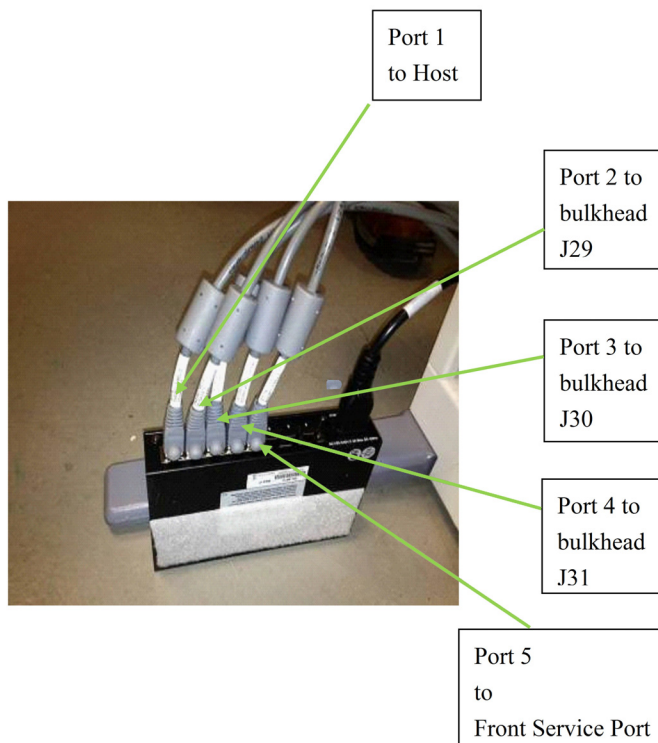 Port 1
to Host
Port 2 to
bulkhead
J29
Port 3 to
bulkhead
J30
Port 4 to
bulkhead
J31
Port 5
to
Front Service Port